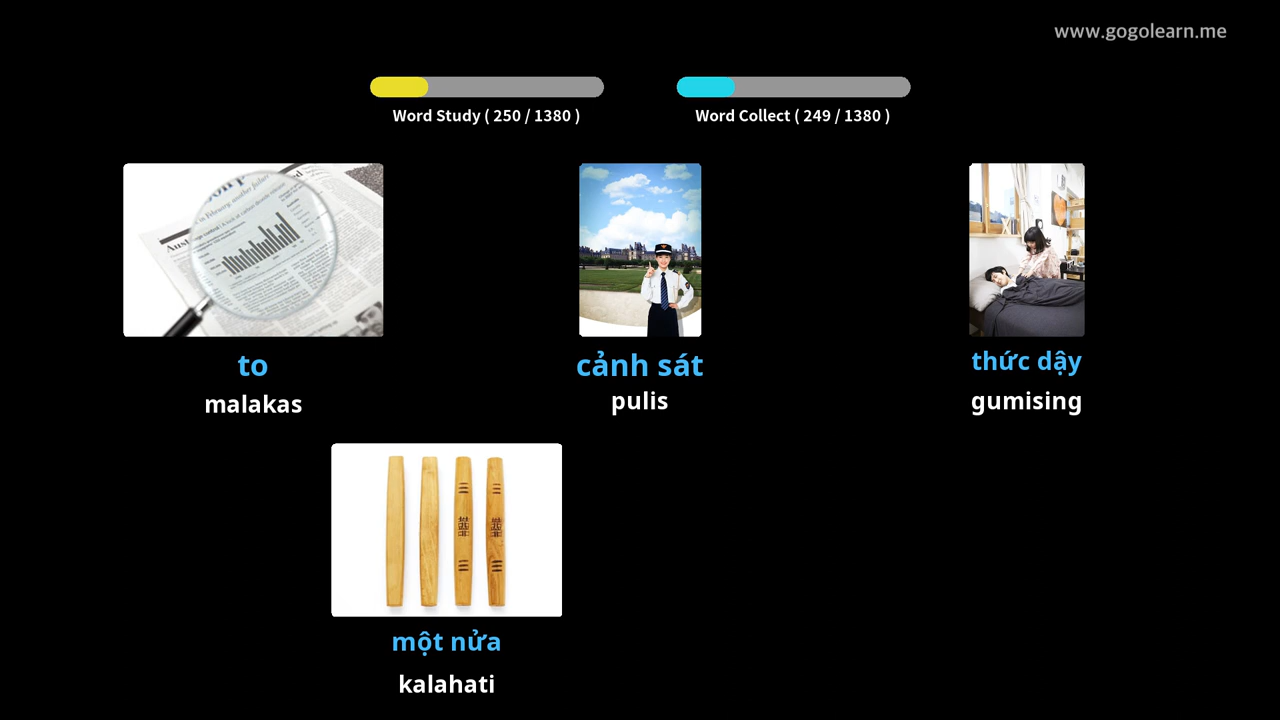 www.gogolearn.me
Word Study ( 250 / 1380 )
Word Collect ( 249 / 1380 )
to
malakas
cảnh sát
pulis
thức dậy
gumising
một nửa
kalahati